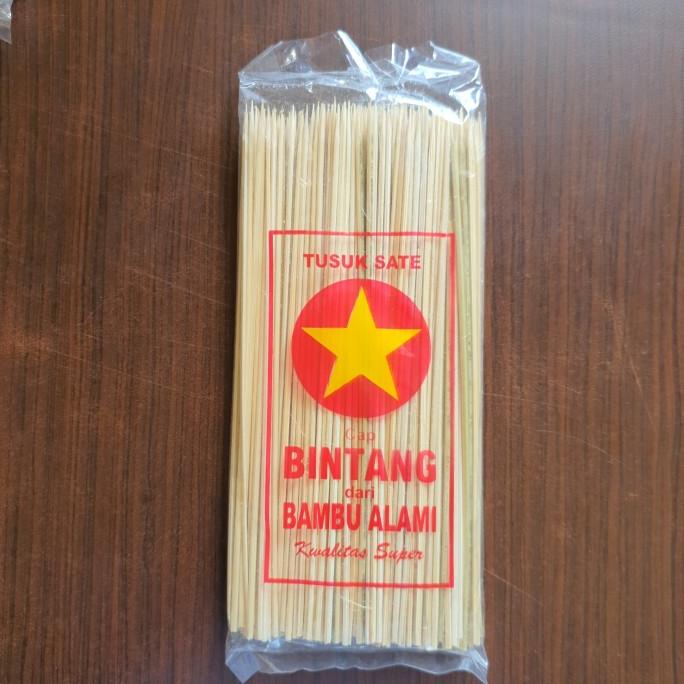 TUSUK SATE
Cap
BINTANG
dari
BAMBU ALAMI
Kwalitas Super